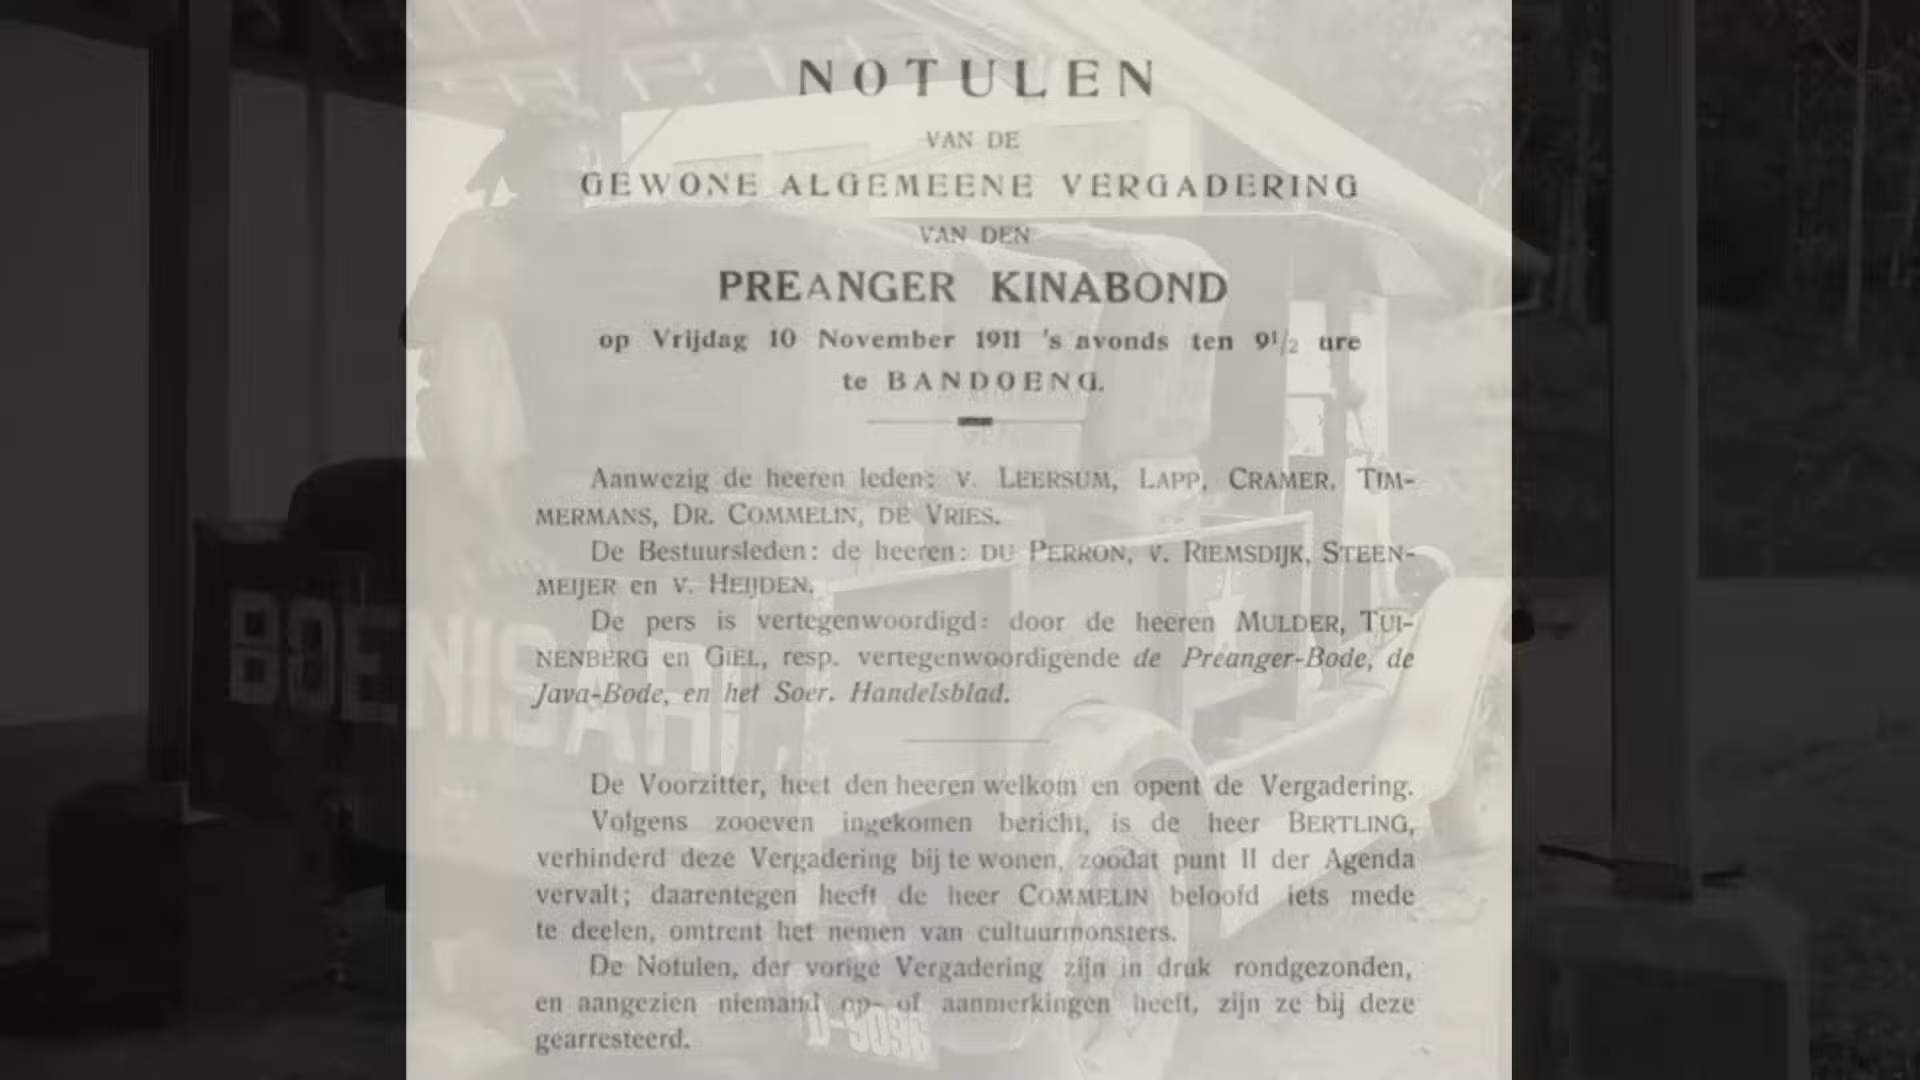 NOTULEN
VAN DE
GEWONE ALGEMEENE VERGADERING
VAN DEN
PREANGER KINABOND
op Vrijdag 10 November 1911 's avonds ten 9 1/2 ure
te BANDOENG.
Aanwezig de heeren leden: V. LEERSUM, LAPP, CRAMER, TIM-
MERMANS, DR. COMMELIN, DE VRIES.
De Bestuursleden: de heeren: DU PERRON, V. RIEMSDIJK, STEEN-
MEIJER en V. HEIJDEN.
De pers is vertegenwoordigd: door de heeren MULDER, TUI-
NENBERG en GIEL, resp. vertegenwoordigende de Preanger-Bode, de
Java-Bode, en het Soer. Handelsblad.
De Voorzitter, heet den heeren welkom en opent de Vergadering.
Volgens zooeven ingekomen bericht, is de heer BERTLING,
verhinderd deze Vergadering bij te wonen, zoodat punt II der Agenda
vervalt; daarentegen heeft de heer COMMELIN beloofd iets mede
te deelen, omtrent het nemen van cultuurmonsters.
De Notulen, der vorige Vergadering zijn in druk rondgezonden,
en aangezien niemand op- of aanmerkingen heeft, zijn ze bij deze
gearresteerd.
BOENISARI
D-9096